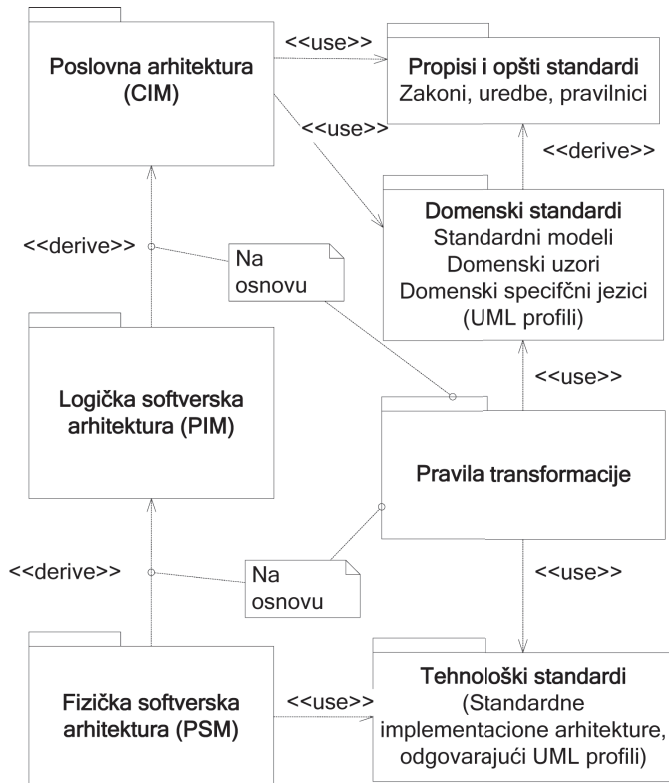 Poslovna arhitektura
(CIM)
<<use>>
Propisi i opšti standardi
Zakoni, uredbe, pravilnici
<<use>>
<<derive>>
Domenski standardi
Standardni modeli
Domenski uzori
Domenski specifčni jezici
(UML profili)
<<derive>>
Na
osnovu
<<use>>
Logička softverska
arhitektura (PIM)
Pravila transformacije
<<derive>>
Na
osnovu
<<use>>
Fizička softverska
arhitektura (PSM)
<<use>>
Tehnološki standardi
(Standardne
implementacione arhitekture,
odgovarajući UML profili)